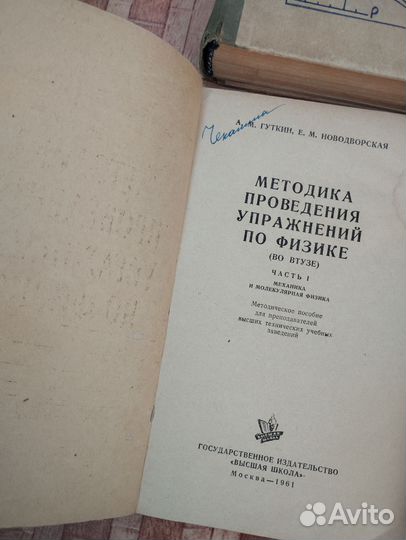 Р
А. М. ГУТКИН, Е. М. НОВОДВОРСКАЯ
МЕТОДИКА
ПРОВЕДЕНИЯ
УПРАЖНЕНИЙ
ПО ФИЗИКЕ
(ВО ВТУЗЕ)
ЧАСТЬ I
МЕХАНИКА
И МОЛЕКУЛЯРНАЯ ФИЗИКА
Методическое пособие
для преподавателей
высших технических учебных
заведений
ГОСУДАРСТВЕННОЕ ИЗДАТЕЛЬСТВО
«ВЫСШАЯ ШКОЛА»
Москва—1961
Avito